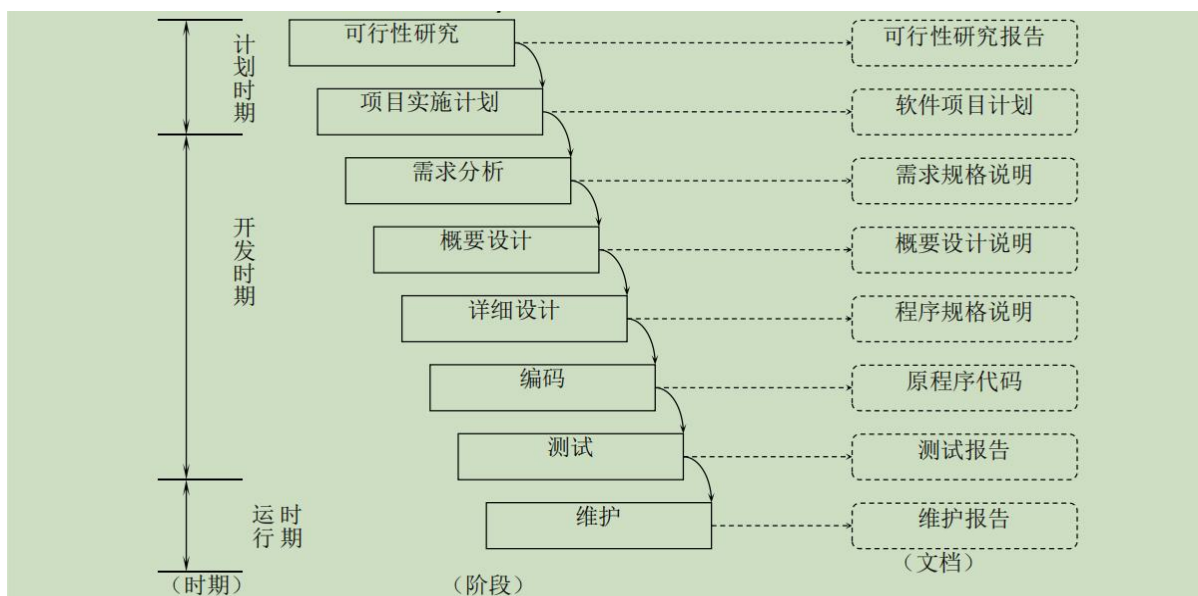 可行性研究
可行性研究报告
计划时期
项目实施计划
软件项目计划
需求分析
需求规格说明
开发时期
概要设计
概要设计说明
详细设计
程序规格说明
编码
原程序代码
测试
测试报告
运行时期
维护
维护报告
（时期）
（阶段）
（文档）